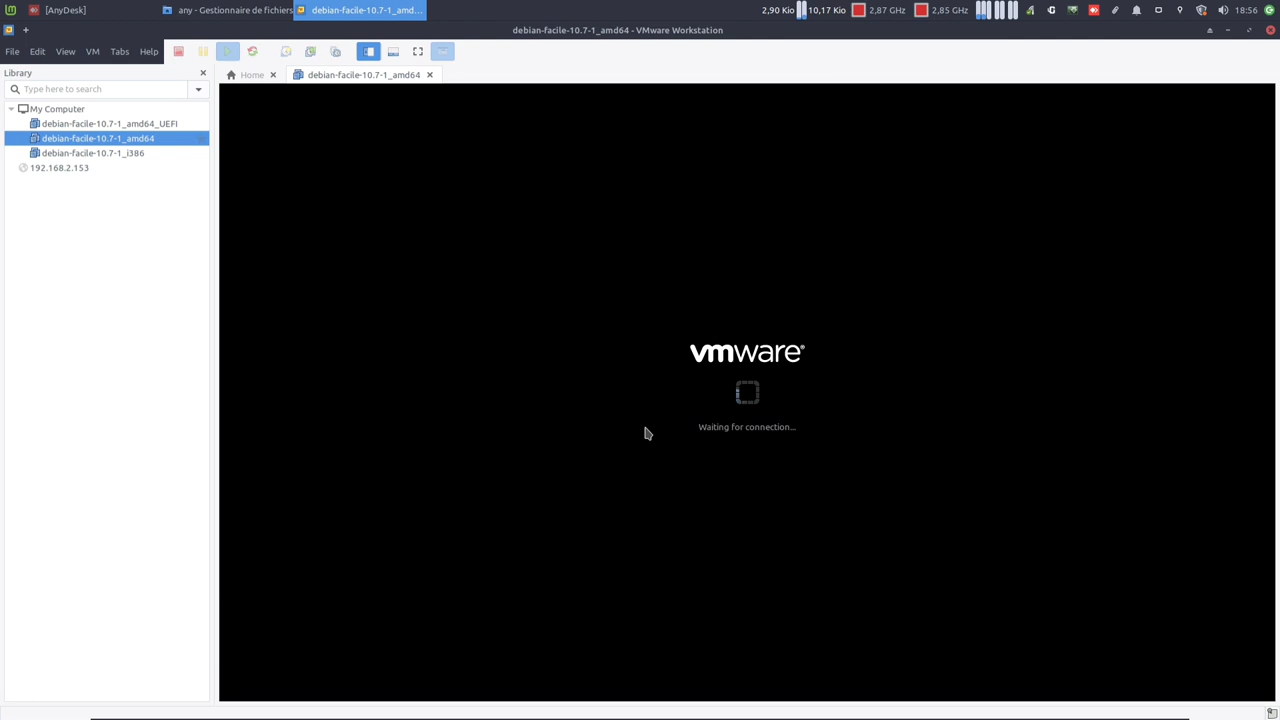 [AnyDesk]
any - Gestionnaire de fichiers
debian-facile-10.7-1_amd...
2,90 Kio
10,17 Kio
2,87 GHz
2,85 GHz
18:56
debian-facile-10.7-1_amd64 - VMware Workstation
File Edit View VM Tabs Help
Library
Home
debian-facile-10.7-1_amd64
Type here to search
My Computer
debian-facile-10.7-1_amd64_UEFI
debian-facile-10.7-1_amd64
debian-facile-10.7-1_i386
192.168.2.153
vmware®
Waiting for connection...